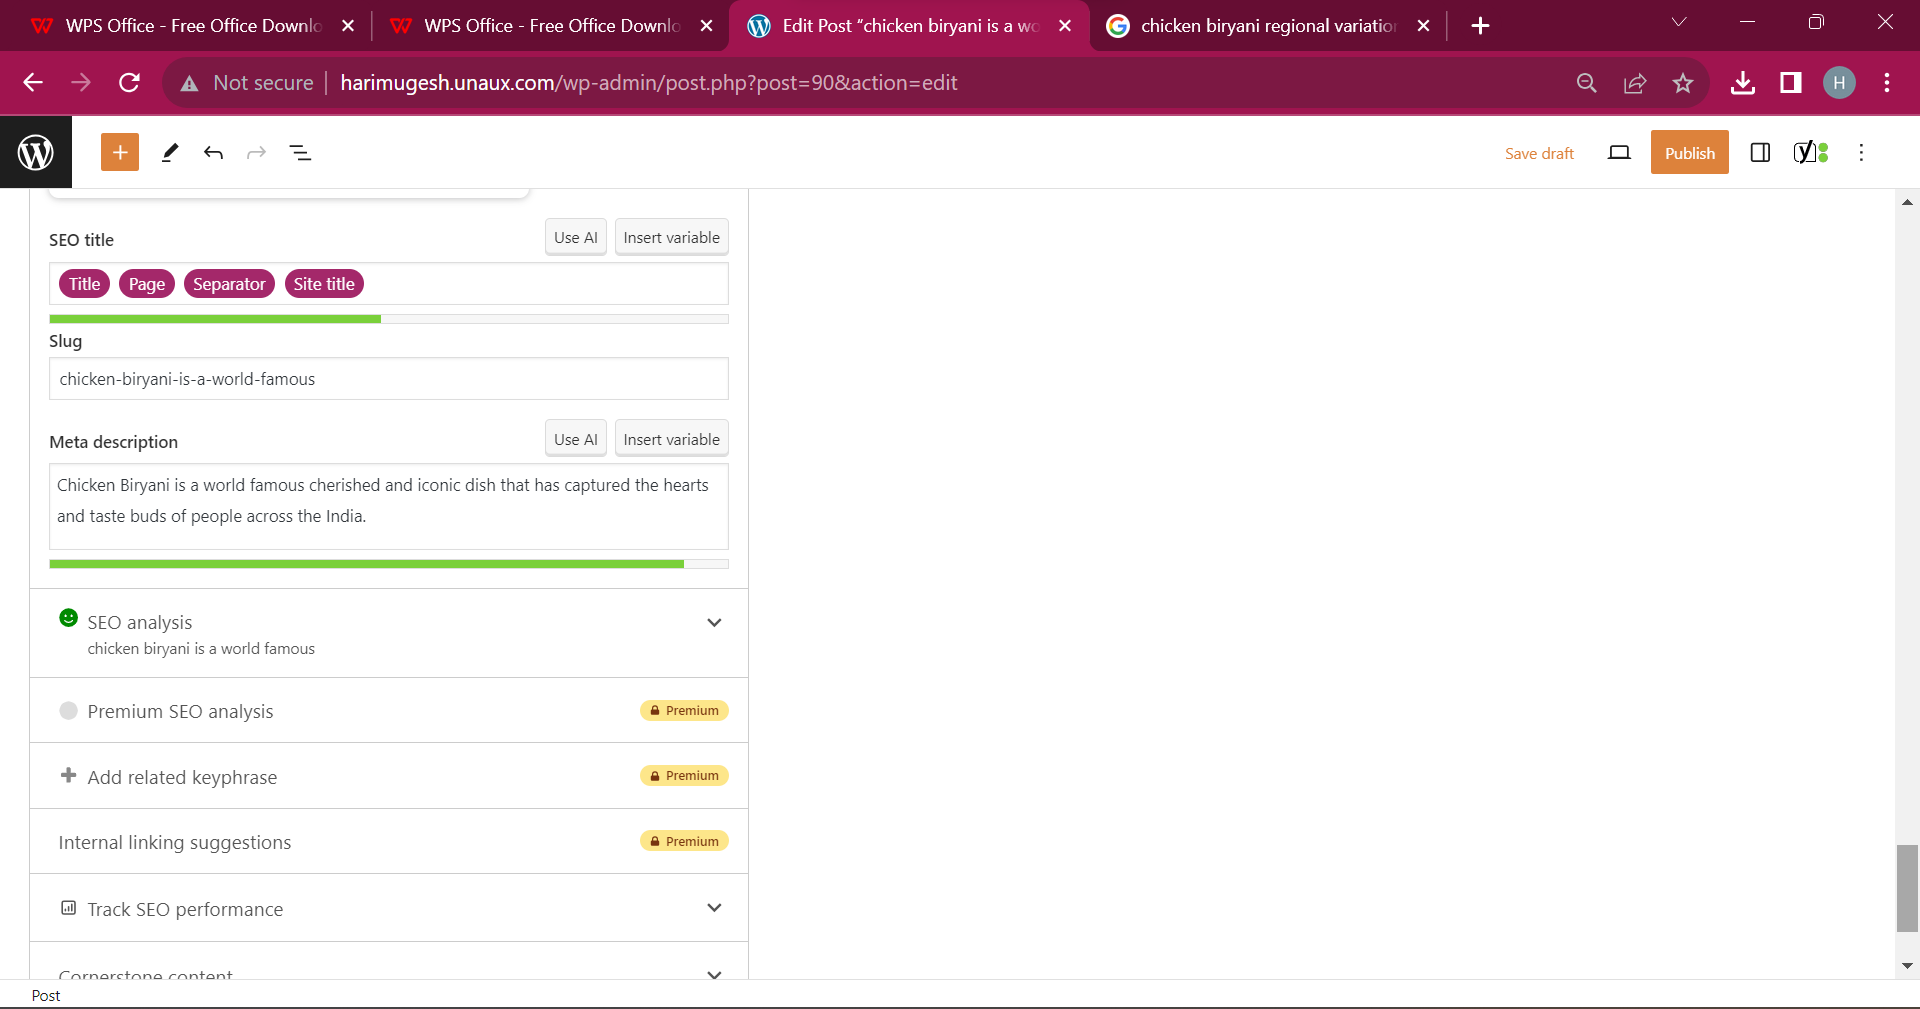 WPS Office - Free Office Downlo
WPS Office - Free Office Downlo
Edit Post “chicken biryani is a wo
chicken biryani regional variation
Not secure
harimugesh.unaux.com/wp-admin/post.php?post=90&action=edit
H
Save draft
Publish
SEO title
Use AI
Insert variable
Title
Page
Separator
Site title
Slug
chicken-biryani-is-a-world-famous
Meta description
Use AI
Insert variable
Chicken Biryani is a world famous cherished and iconic dish that has captured the hearts
and taste buds of people across the India.
SEO analysis
chicken biryani is a world famous
Premium SEO analysis
Premium
Add related keyphrase
Premium
Internal linking suggestions
Premium
Track SEO performance
Cornerstone content
Post